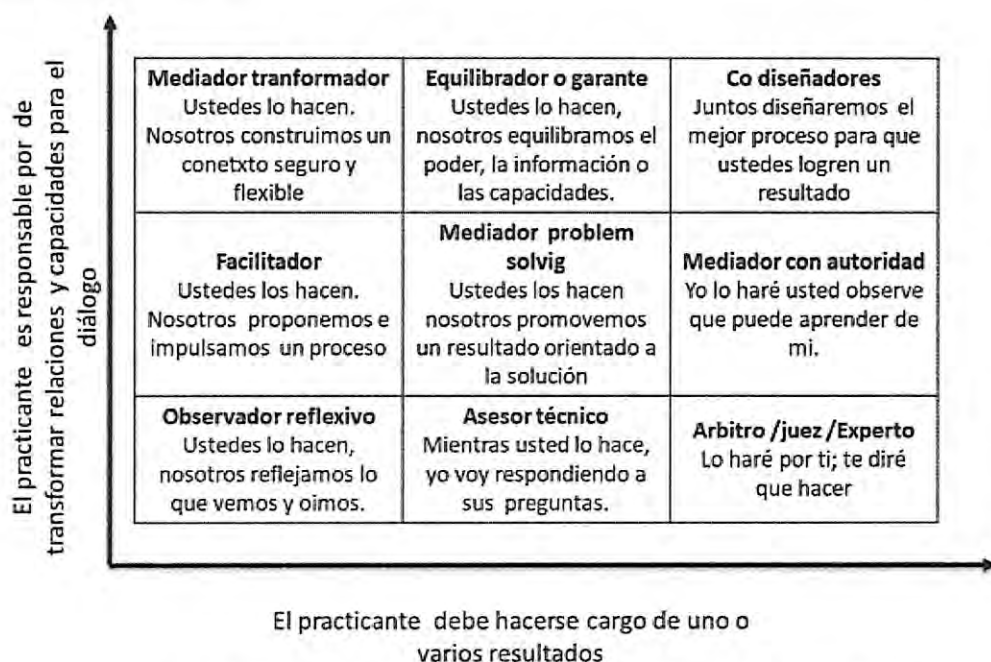 El practicante es responsable por de
transformar relaciones y capacidades para el
diálogo
Mediador tranformador
Ustedes lo hacen.
Nosotros construimos un
conetxto seguro y
flexible
Equilibrador o garante
Ustedes lo hacen,
nosotros equilibramos el
poder, la información o
las capacidades.
Co diseñadores
Juntos diseñaremos el
mejor proceso para que
ustedes logren un
resultado
Facilitador
Ustedes los hacen.
Nosotros proponemos e
impulsamos un proceso
Mediador problem
solvig
Ustedes los hacen
nosotros promovemos
un resultado orientado a
la solución
Mediador con autoridad
Yo lo haré usted observe
que puede aprender de
mi.
Observador reflexivo
Ustedes lo hacen,
nosotros reflejamos lo
que vemos y oimos.
Asesor técnico
Mientras usted lo hace,
yo voy respondiendo a
sus preguntas.
Arbitro /juez /Experto
Lo haré por ti; te diré
que hacer
El practicante debe hacerse cargo de uno o
varios resultados